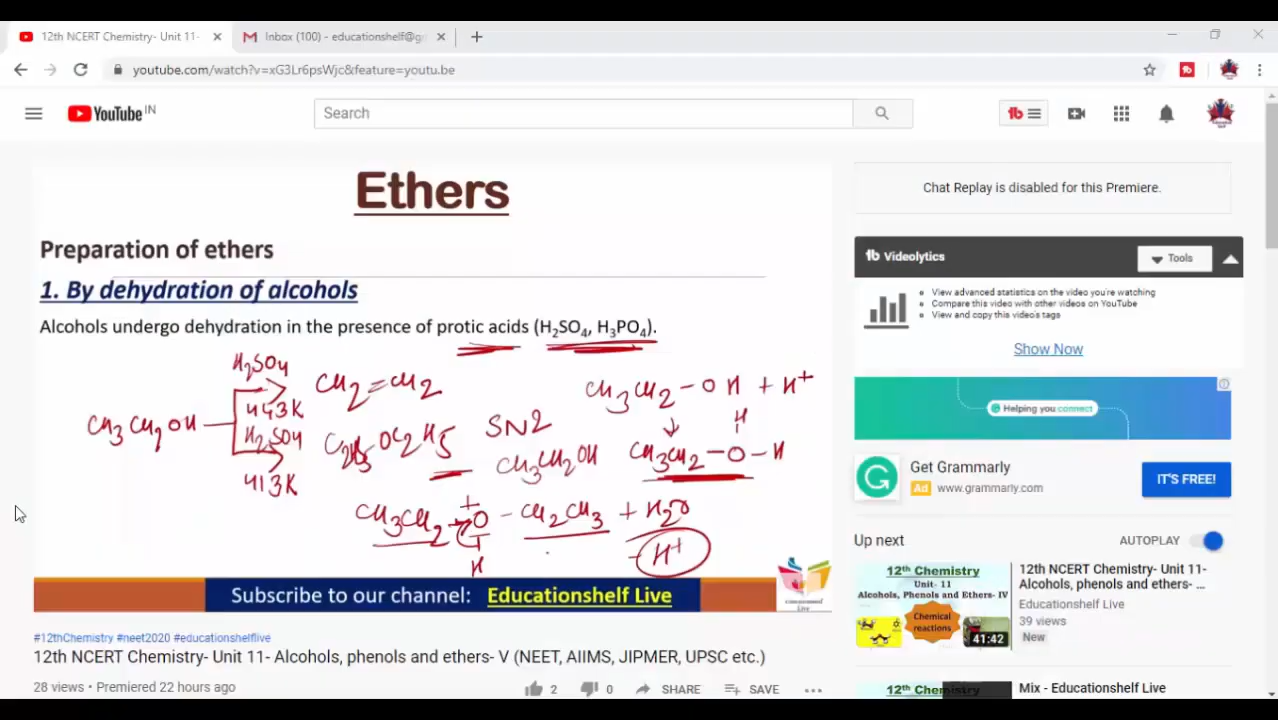 12th NCERT Chemistry- Unit 11-
Inbox (100) - educationshelf@g
youtube.com/watch?v=xG3Lr6psWjc&feature=youtu.be
YouTube IN
Search
Ethers
Preparation of ethers
1. By dehydration of alcohols
Alcohols undergo dehydration in the presence of protic acids (H₂SO₄, H₃PO₄).
H₂SO₄
CH₂=CH₂
443K
CH₃CH₂OH
H₂SO₄
C₂H₅OC₂H₅
413K
SN2
CH₃CH₂-OH + H⁺
H
CH₃CH₂OH
CH₃CH₂-O-H
CH₃CH₂-O⁺-CH₂CH₃ + H₂O
H
-H⁺
Subscribe to our channel: Educationshelf Live
Live
#12thChemistry #neet2020 #educationshelflive
12th NCERT Chemistry- Unit 11- Alcohols, phenols and ethers- V (NEET, AIIMS, JIPMER, UPSC etc.)
28 views • Premiered 22 hours ago
2
0
SHARE
SAVE
Chat Replay is disabled for this Premiere.
tb Videolytics
Tools
View advanced statistics on the video you're watching
Compare this video with other videos on YouTube
View and copy this video's tags
Show Now
Helping you connect
Get Grammarly
Ad www.grammarly.com
IT'S FREE!
Up next
AUTOPLAY
12th Chemistry
Unit- 11
Alcohols, Phenols and Ethers- IV
Chemical
reactions
41:42
12th NCERT Chemistry- Unit 11-
Alcohols, phenols and ethers- ...
Educationshelf Live
39 views
New
12th Chemistry
Mix - Educationshelf Live